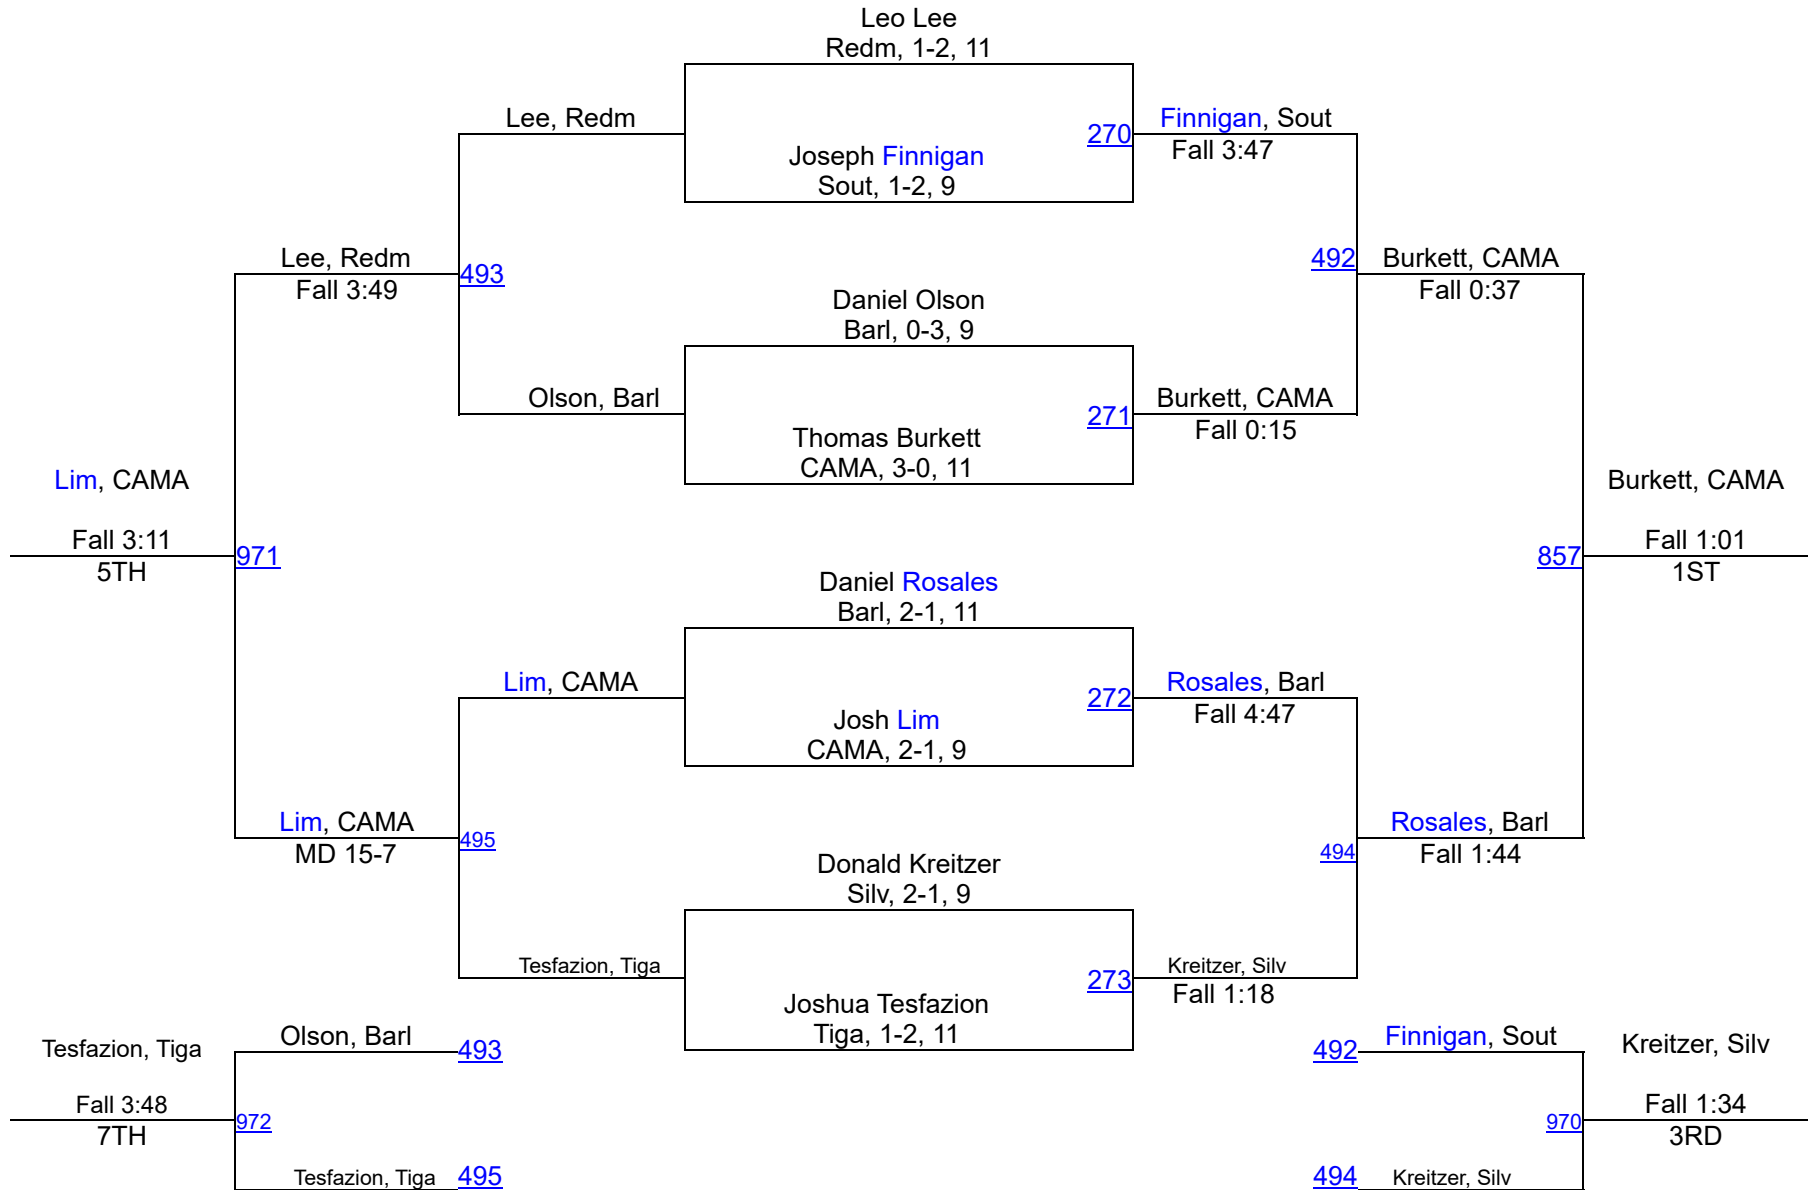 Leo Lee
Redm, 1-2, 11
Lee, Redm
270
Finnigan, Sout
Fall 3:47
Joseph Finnigan
Sout, 1-2, 9
Lee, Redm
Fall 3:49
493
492
Burkett, CAMA
Fall 0:37
Daniel Olson
Barl, 0-3, 9
Olson, Barl
271
Burkett, CAMA
Fall 0:15
Thomas Burkett
CAMA, 3-0, 11
Lim, CAMA
Fall 3:11
5TH
971
857
Burkett, CAMA
Fall 1:01
1ST
Daniel Rosales
Barl, 2-1, 11
Lim, CAMA
272
Rosales, Barl
Fall 4:47
Josh Lim
CAMA, 2-1, 9
Lim, CAMA
MD 15-7
495
494
Rosales, Barl
Fall 1:44
Donald Kreitzer
Silv, 2-1, 9
Tesfazion, Tiga
273
Kreitzer, Silv
Fall 1:18
Joshua Tesfazion
Tiga, 1-2, 11
Tesfazion, Tiga
Fall 3:48
7TH
Olson, Barl
493
972
Tesfazion, Tiga
495
492
Finnigan, Sout
970
494
Kreitzer, Silv
Kreitzer, Silv
Fall 1:34
3RD